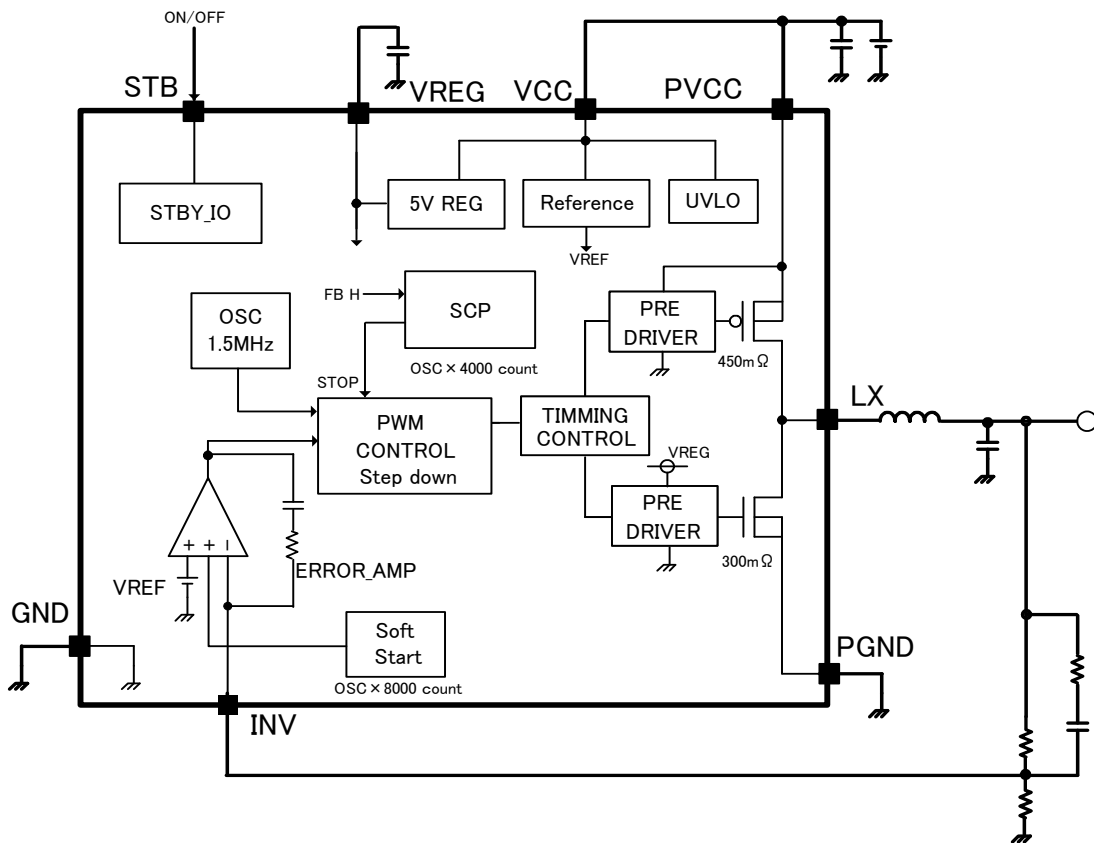 ON/OFF
STB
VREG
VCC
PVCC
STBY_IO
5V REG
Reference
UVLO
VREF
OSC
1.5MHz
FB H
SCP
OSC × 4000 count
STOP
PRE
DRIVER
450mΩ
LX
PWM
CONTROL
Step down
TIMMING
CONTROL
VREG
PRE
DRIVER
300mΩ
+ + −
VREF
ERROR_AMP
GND
Soft
Start
OSC × 8000 count
PGND
INV